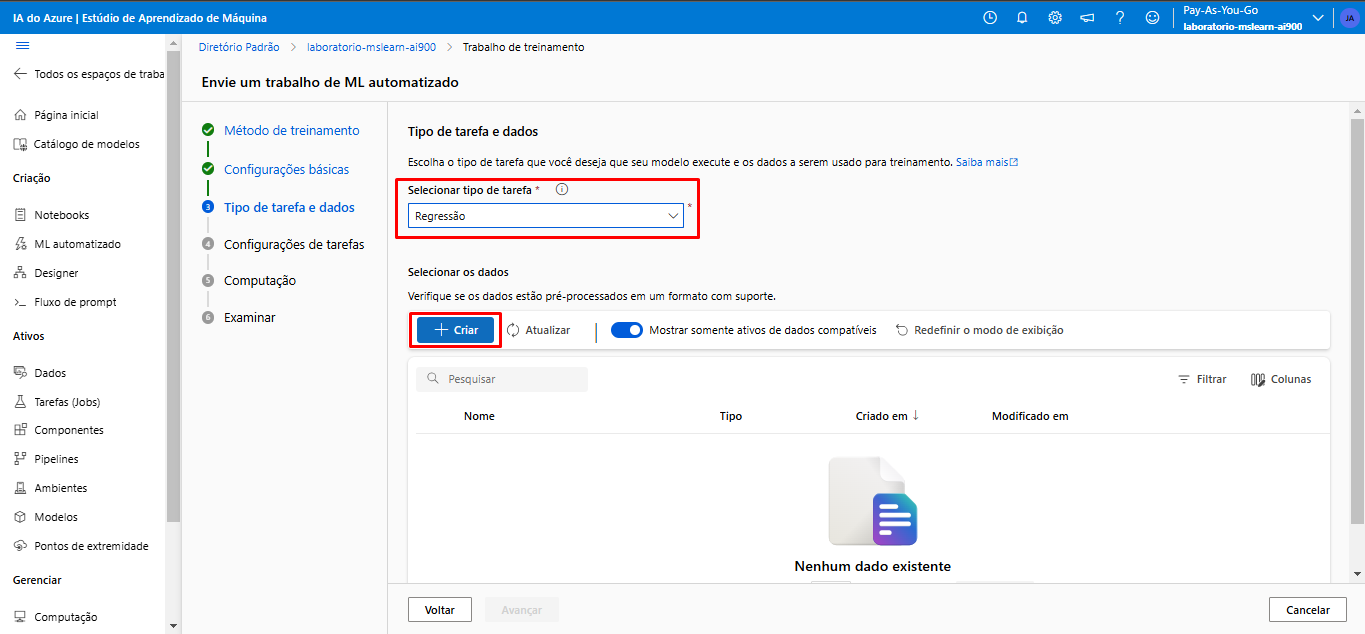 IA do Azure | Estúdio de Aprendizado de Máquina
Pay-As-You-Go
laboratorio-mslearn-ai900
JA
Todos os espaços de traba
Página inicial
Catálogo de modelos
Criação
Notebooks
ML automatizado
Designer
Fluxo de prompt
Ativos
Dados
Tarefas (Jobs)
Componentes
Pipelines
Ambientes
Modelos
Pontos de extremidade
Gerenciar
Computação
Diretório Padrão > laboratorio-mslearn-ai900 > Trabalho de treinamento
Envie um trabalho de ML automatizado
Método de treinamento
Configurações básicas
3 Tipo de tarefa e dados
4 Configurações de tarefas
5 Computação
6 Examinar
Tipo de tarefa e dados
Escolha o tipo de tarefa que você deseja que seu modelo execute e os dados a serem usado para treinamento. Saiba mais
Selecionar tipo de tarefa *
Regressão *
Selecionar os dados
Verifique se os dados estão pré-processados em um formato com suporte.
+ Criar Atualizar Mostrar somente ativos de dados compatíveis Redefinir o modo de exibição
Pesquisar Filtrar Colunas
Nome Tipo Criado em ↓ Modificado em
Nenhum dado existente
Voltar Avançar Cancelar